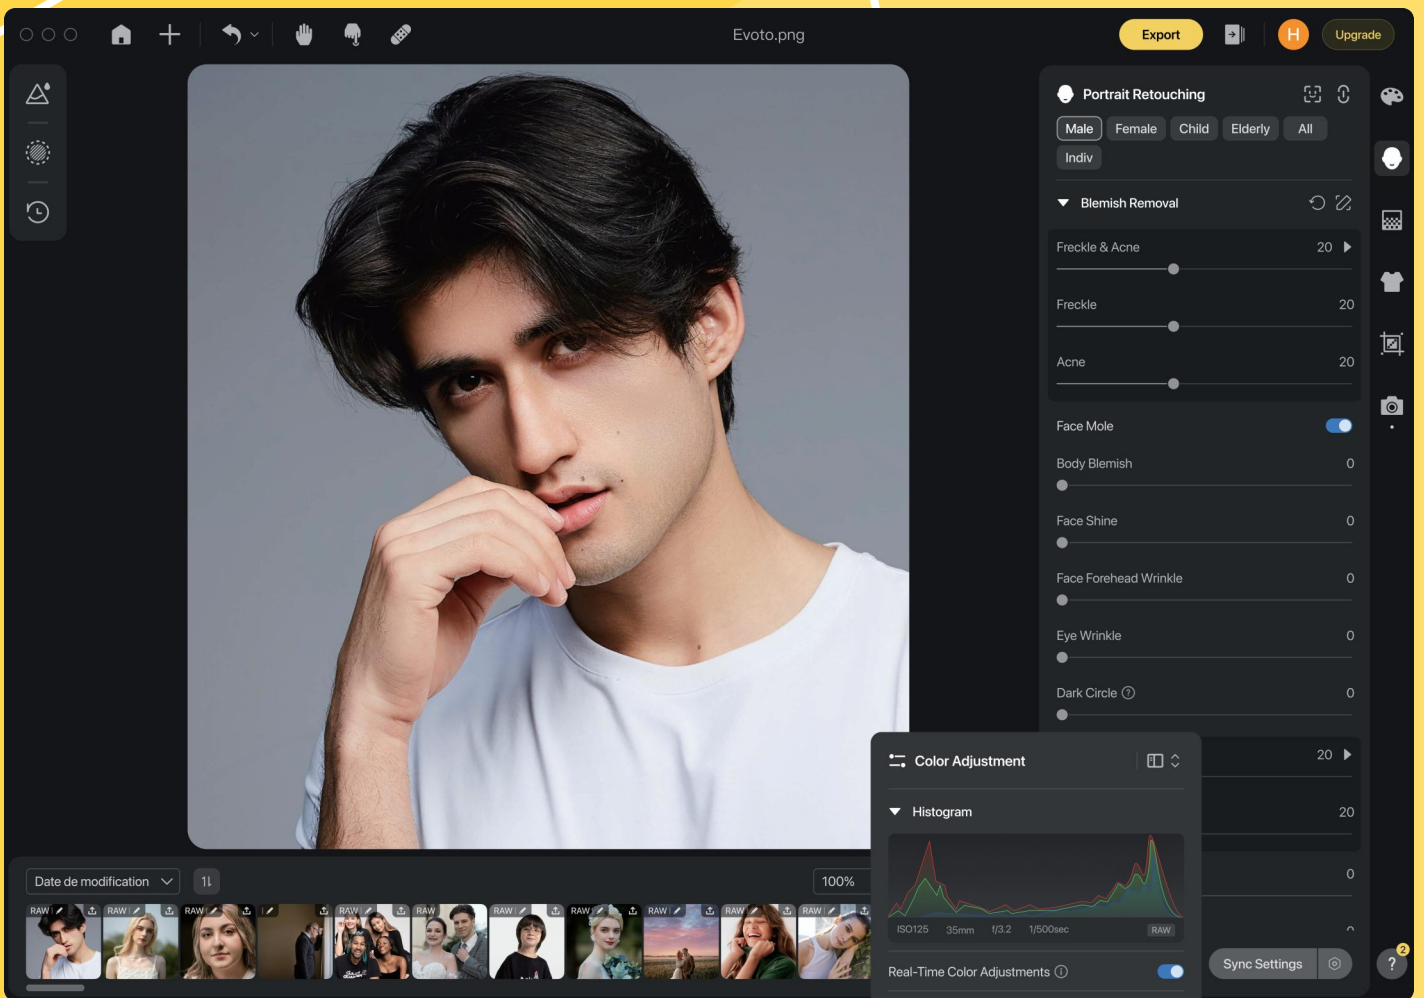 Evoto.png
Export
H
Upgrade
Portrait Retouching
Male
Female
Child
Elderly
All
Indiv
Blemish Removal
Freckle & Acne
20
Freckle
20
Acne
20
Face Mole
Body Blemish
0
Face Shine
0
Face Forehead Wrinkle
0
Eye Wrinkle
0
Dark Circle ?
0
20
20
0
Color Adjustment
Histogram
ISO125 35mm f/3.2 1/500sec RAW
Real-Time Color Adjustments
Sync Settings
?
2
Date de modification
100%
RAW
RAW
RAW
RAW
RAW
RAW
RAW
RAW
RAW
RAW